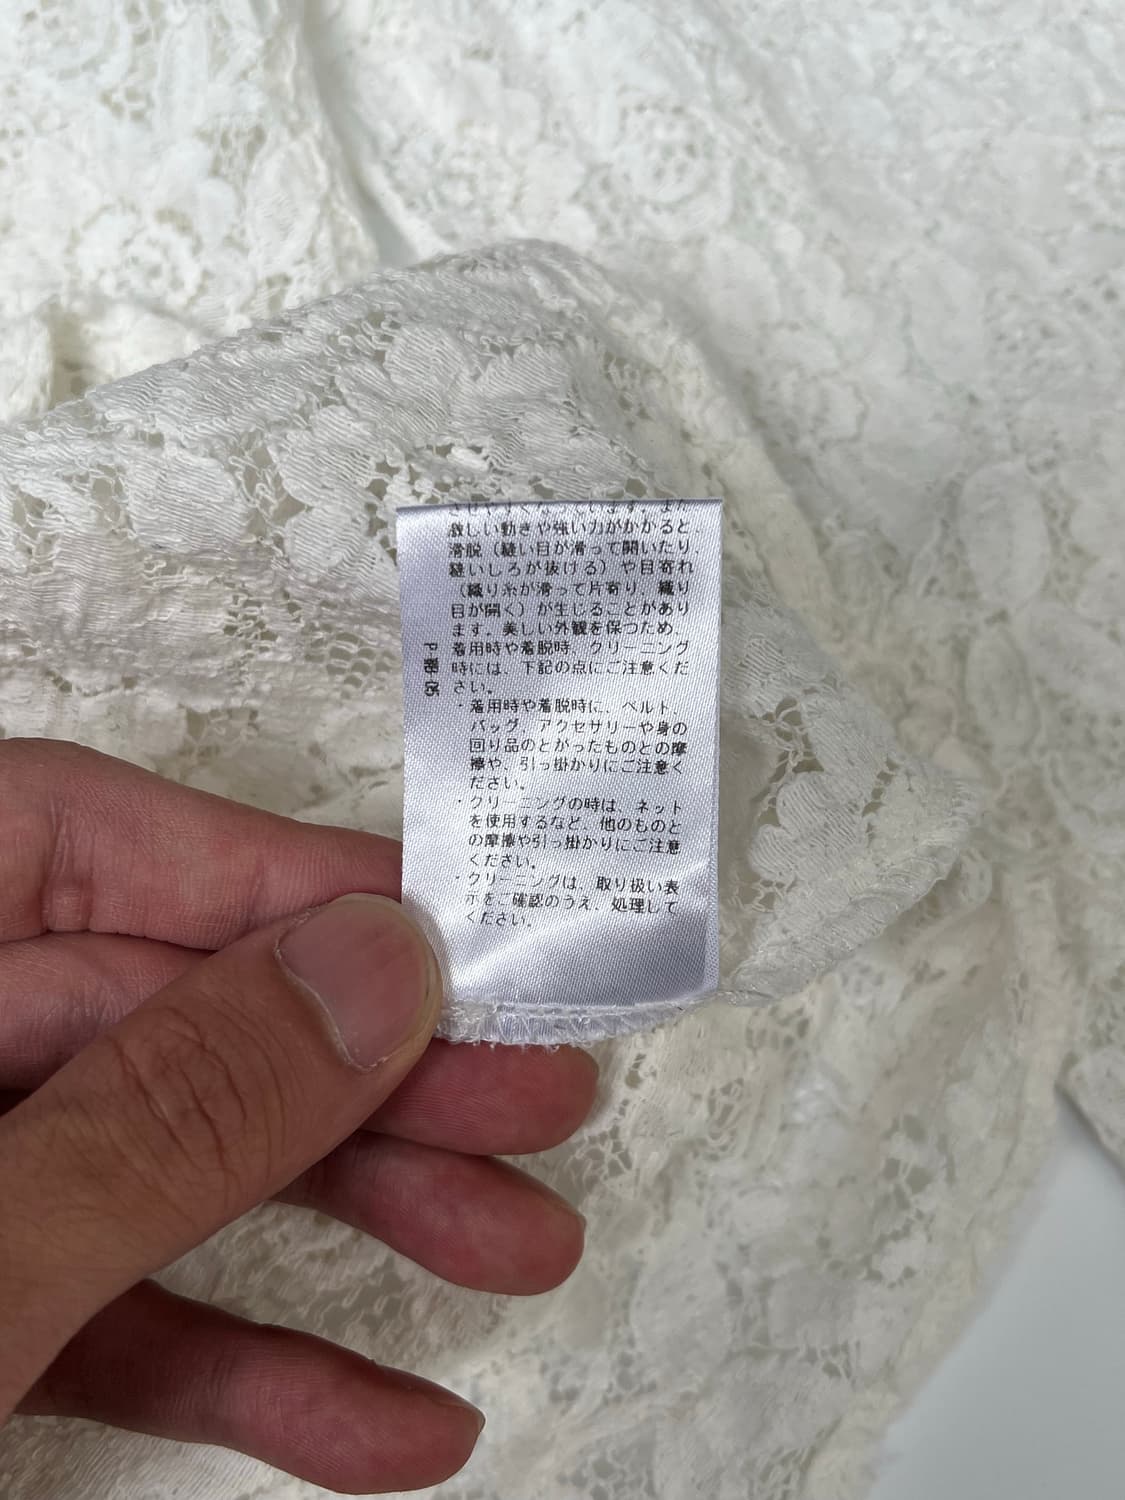 ています。また
激しい動きや強い力がかかると、
滑脱（縫い目が滑って開いたり、
縫いしろが抜ける）や目寄れ
（織り糸が滑って片寄り、織り
目が開く）が生じることがあり
ます。美しい外観を保つため、
着用時や着脱時、クリーニング
時には、下記の点にご注意くだ
さい。
・着用時や着脱時に、ベルト、
バッグ、アクセサリーや身の
回り品のとがったものとの摩
擦や、引っ掛かりにご注意く
ださい。
・クリーニングの時は、ネット
を使用するなど、他のものと
の摩擦や引っ掛かりにご注意
ください。
・クリーニングは、取り扱い表
示をご確認のうえ、処理して
ください。